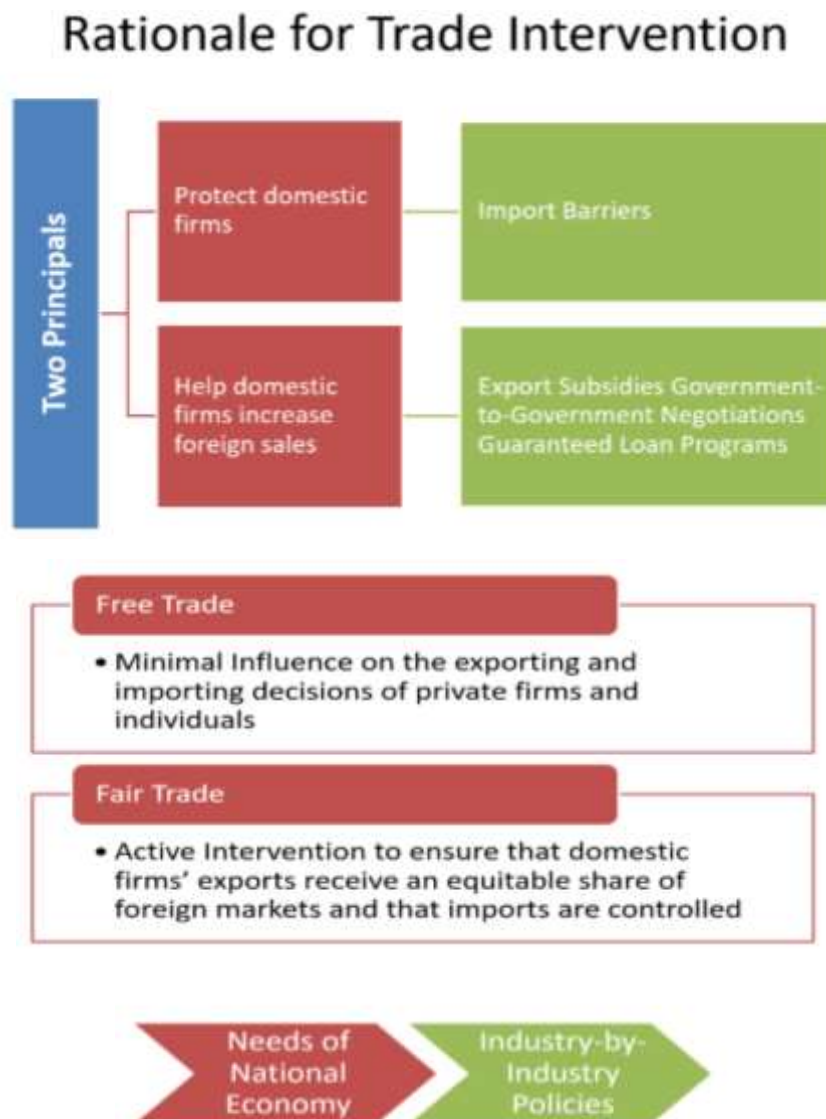 Rationale for Trade Intervention
Two Principals
Protect domestic
firms
Import Barriers
Help domestic
firms increase
foreign sales
Export Subsidies Government-
to-Government Negotiations
Guaranteed Loan Programs
Free Trade
• Minimal Influence on the exporting and
importing decisions of private firms and
individuals
Fair Trade
• Active Intervention to ensure that domestic
firms’ exports receive an equitable share of
foreign markets and that imports are controlled
Needs of
National
Economy
Industry-by-
Industry
Policies